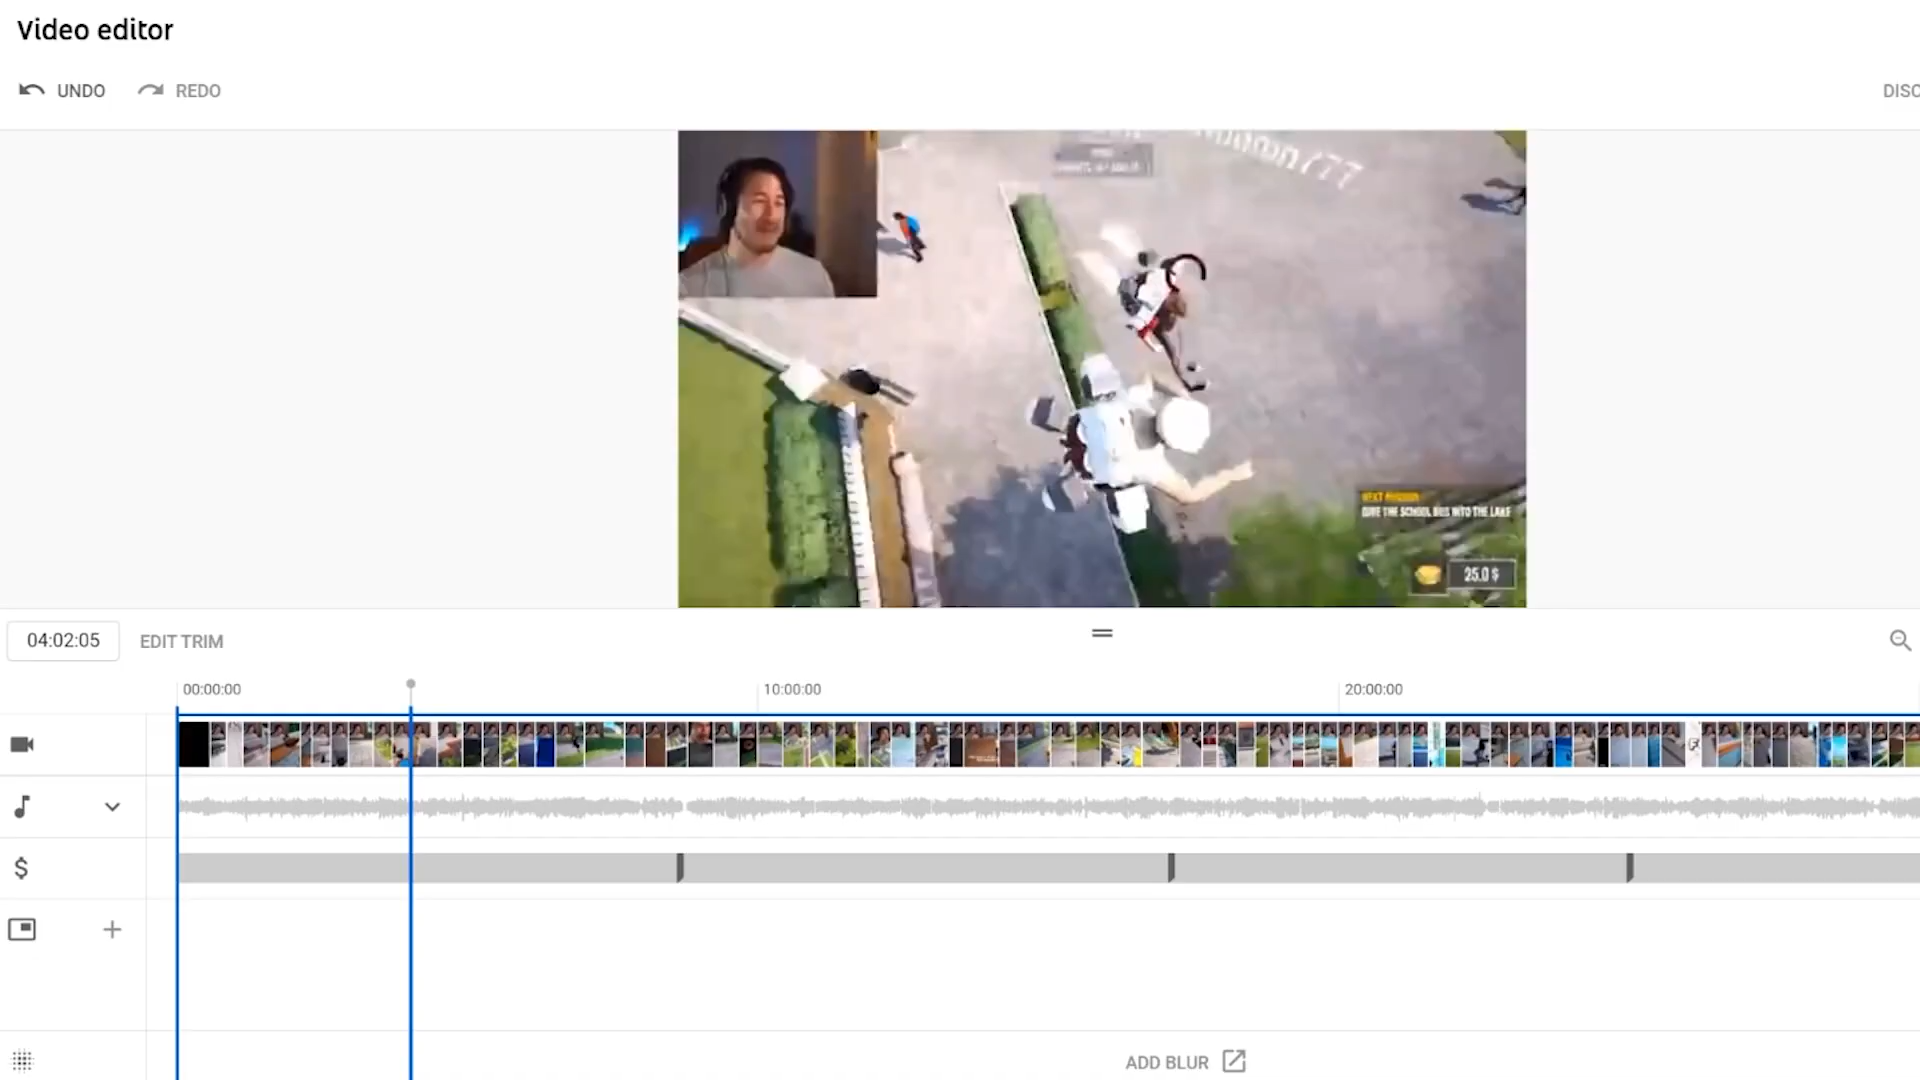 Video editor
UNDO
REDO
DISC
NEXT MISSION
DRIVE THE SCHOOL BUS INTO THE LAKE
25.0 $
04:02:05
EDIT TRIM
00:00:00
10:00:00
20:00:00
$
ADD BLUR